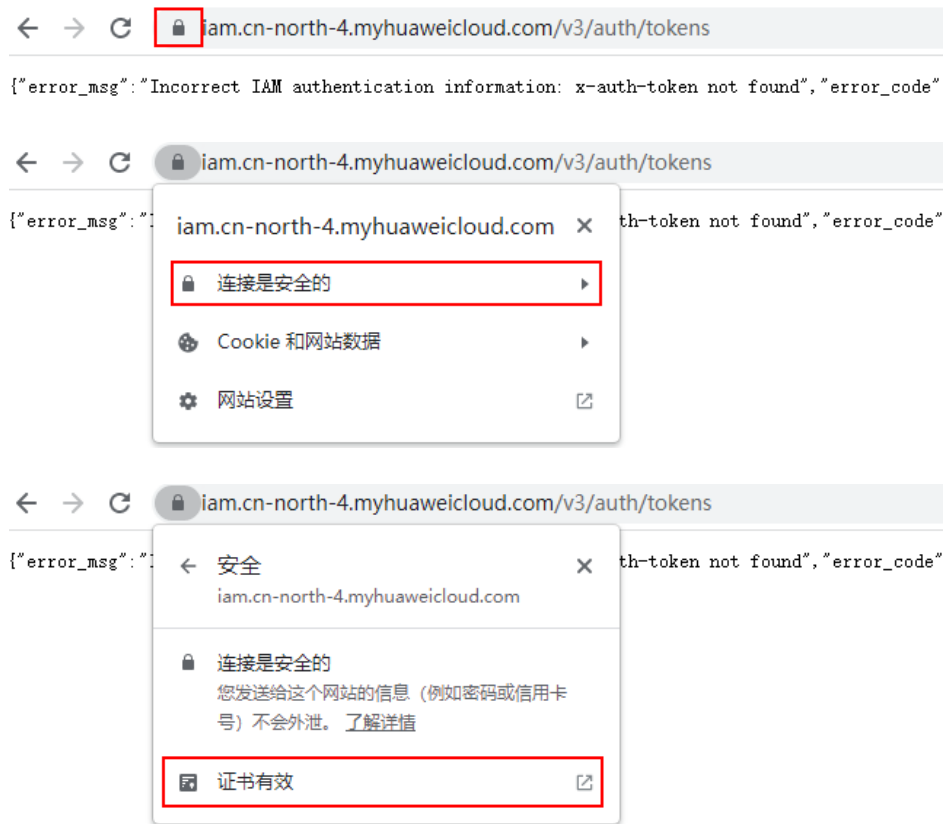 iam.cn-north-4.myhuaweicloud.com/v3/auth/tokens
{"error_msg":"Incorrect IAM authentication information: x-auth-token not found","error_code"
iam.cn-north-4.myhuaweicloud.com/v3/auth/tokens
{"error_msg":" th-token not found","error_code"
iam.cn-north-4.myhuaweicloud.com
连接是安全的
Cookie 和网站数据
网站设置
iam.cn-north-4.myhuaweicloud.com/v3/auth/tokens
{"error_msg":" th-token not found","error_code"
安全
iam.cn-north-4.myhuaweicloud.com
连接是安全的
您发送给这个网站的信息（例如密码或信用卡
号）不会外泄。 了解详情
证书有效